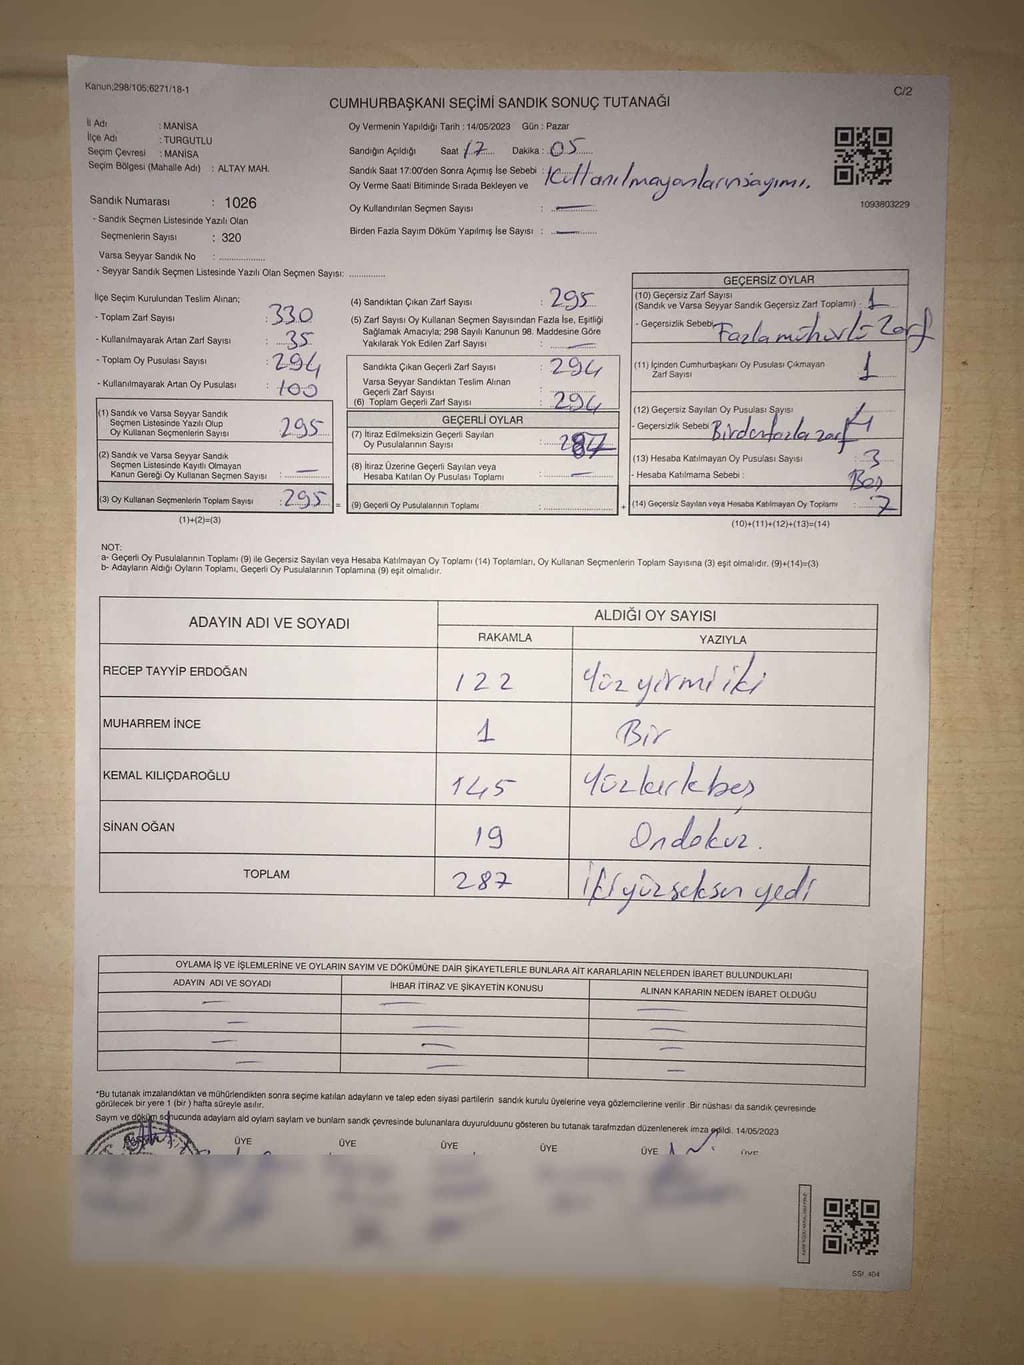 Kanun;298/105;6271/18-1
C/2
CUMHURBAŞKANI SEÇİMİ SANDIK SONUÇ TUTANAĞI
İl Adı : MANİSA
İlçe Adı : TURGUTLU
Seçim Çevresi : MANİSA
Seçim Bölgesi (Mahalle Adı) : ALTAY MAH.
Oy Vermenin Yapıldığı Tarih : 14/05/2023 Gün : Pazar
Sandığın Açıldığı Saat 17 Dakika : 05
Sandık Saat 17:00'den Sonra Açımış İse Sebebi : Kullanılmayanların sayımı.
Oy Verme Saati Bitiminde Sırada Bekleyen ve
Oy Kullandırılan Seçmen Sayısı : —
Birden Fazla Sayım Döküm Yapılmış İse Sayısı : —
1093803229
Sandık Numarası : 1026
- Sandık Seçmen Listesinde Yazılı Olan
Seçmenlerin Sayısı : 320
Varsa Seyyar Sandık No : ....................
- Seyyar Sandık Seçmen Listesinde Yazılı Olan Seçmen Sayısı: ..............
İlçe Seçim Kurulundan Teslim Alınan;
- Toplam Zarf Sayısı : 330
- Kullanılmayarak Artan Zarf Sayısı : 35
- Toplam Oy Pusulası Sayısı : 294
- Kullanılmayarak Artan Oy Pusulası : 100
(1) Sandık ve Varsa Seyyar Sandık
Seçmen Listesinde Yazılı Olup
Oy Kullanan Seçmenlerin Sayısı : 295
(2) Sandık ve Varsa Seyyar Sandık
Seçmen Listesinde Kayıtlı Olmayan
Kanun Gereği Oy Kullanan Seçmen Sayısı : —
(3) Oy Kullanan Seçmenlerin Toplam Sayısı : 295 =
(1)+(2)=(3)
(4) Sandıktan Çıkan Zarf Sayısı : 295
(5) Zarf Sayısı Oy Kullanan Seçmen Sayısından Fazla İse, Eşitliği
Sağlamak Amacıyla; 298 Sayılı Kanunun 98. Maddesine Göre
Yakılarak Yok Edilen Zarf Sayısı : —
Sandıkta Çıkan Geçerli Zarf Sayısı : 294
Varsa Seyyar Sandıktan Teslim Alınan
Geçerli Zarf Sayısı :
(6) Toplam Geçerli Zarf Sayısı : 294
GEÇERLİ OYLAR
(7) İtiraz Edilmeksizin Geçerli Sayılan
Oy Pusulalarının Sayısı : 287
(8) İtiraz Üzerine Geçerli Sayılan veya
Hesaba Katılan Oy Pusulası Toplamı : —
(9) Geçerli Oy Pusulalarının Toplamı : .................... +
GEÇERSİZ OYLAR
(10) Geçersiz Zarf Sayısı
(Sandık ve Varsa Seyyar Sandık Geçersiz Zarf Toplamı) : 1
- Geçersizlik Sebebi : Fazla mühürlü Zarf
(11) İçinden Cumhurbaşkanı Oy Pusulası Çıkmayan
Zarf Sayısı : 1
(12) Geçersiz Sayılan Oy Pusulası Sayısı :
- Geçersizlik Sebebi : Birden fazla zarf
(13) Hesaba Katılmayan Oy Pusulası Sayısı : 3
- Hesaba Katılmama Sebebi : Boş
(14) Geçersiz Sayılan veya Hesaba Katılmayan Oy Toplamı : 7
(10)+(11)+(12)+(13)=(14)
NOT:
a- Geçerli Oy Pusulalarının Toplamı (9) ile Geçersiz Sayılan veya Hesaba Katılmayan Oy Toplamı (14) Toplamları, Oy Kullanan Seçmenlerin Toplam Sayısına (3) eşit olmalıdır. (9)+(14)=(3)
b- Adayların Aldığı Oyların Toplamı, Geçerli Oy Pusulalarının Toplamına (9) eşit olmalıdır.
ADAYIN ADI VE SOYADI
ALDIĞI OY SAYISI
RAKAMLA YAZIYLA
RECEP TAYYİP ERDOĞAN 122 Yüz yirmi iki
MUHARREM İNCE 1 Bir
KEMAL KILIÇDAROĞLU 145 Yüzkırkbeş
SİNAN OĞAN 19 Ondokuz.
TOPLAM 287 İkiyüzseksen yedi
OYLAMA İŞ VE İŞLEMLERİNE VE OYLARIN SAYIM VE DÖKÜMÜNE DAİR ŞİKAYETLERLE BUNLARA AİT KARARLARIN NELERDEN İBARET BULUNDUKLARI
ADAYIN ADI VE SOYADI İHBAR İTİRAZ VE ŞİKAYETİN KONUSU ALINAN KARARIN NEDEN İBARET OLDUĞU
— — —
— — —
— — —
— — —
*Bu tutanak imzalandıktan ve mühürlendikten sonra seçime katılan adayların ve talep eden siyasi partilerin sandık kurulu üyelerine veya gözlemcilerine verilir .Bir nüshası da sandık çevresinde
görülecek bir yere 1 (bir ) hafta süreyle asılır.
Sayım ve döküm sonucunda adayların ald oyların sayılam ve bunlam sandk çevresinde bulunanlara duyurulduunu gösteren bu tutanak tarafmzdan düzenlenerek imza edildi. 14/05/2023
ÜYE ÜYE ÜYE ÜYE ÜYE ÜYE
SSI_404